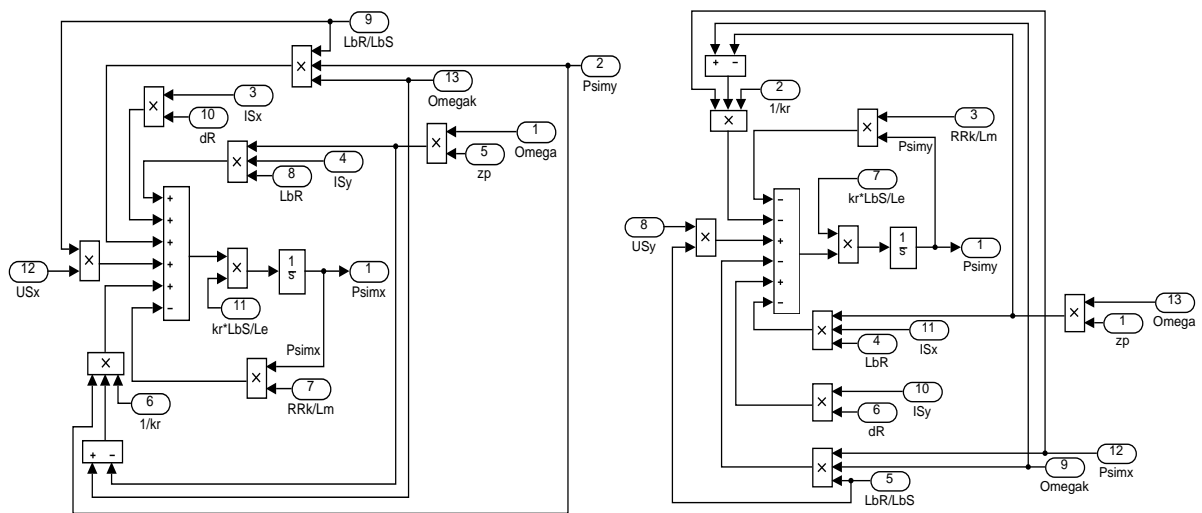 9
LbR/LbS
×
2
Psimy
13
Omegak
3
ISx
×
10
dR
1
Omega
×
5
zp
×
4
ISy
8
LbR
+
+
+
+
+
−
×
12
USx
×
11
kr*LbS/Le
1
s
1
Psimx
Psimx
×
7
RRk/Lm
×
6
1/kr
+ −
+ −
2
1/kr
×
3
RRk/Lm
×
Psimy
7
kr*LbS/Le
8
USy
×
−
−
+
−
+
−
×
1
s
1
Psimy
13
Omega
×
1
zp
×
11
ISx
4
LbR
10
ISy
×
6
dR
12
Psimx
×
9
Omegak
5
LbR/LbS